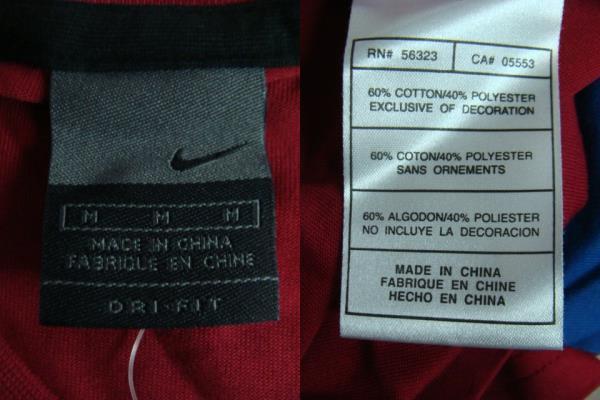 M M M
MADE IN CHINA
FABRIQUE EN CHINE
DRI-FIT
RN# 56323 CA# 05553
60% COTTON/40% POLYESTER
EXCLUSIVE OF DECORATION
60% COTON/40% POLYESTER
SANS ORNEMENTS
60% ALGODON/40% POLIESTER
NO INCLUYE LA DECORACION
MADE IN CHINA
FABRIQUE EN CHINE
HECHO EN CHINA